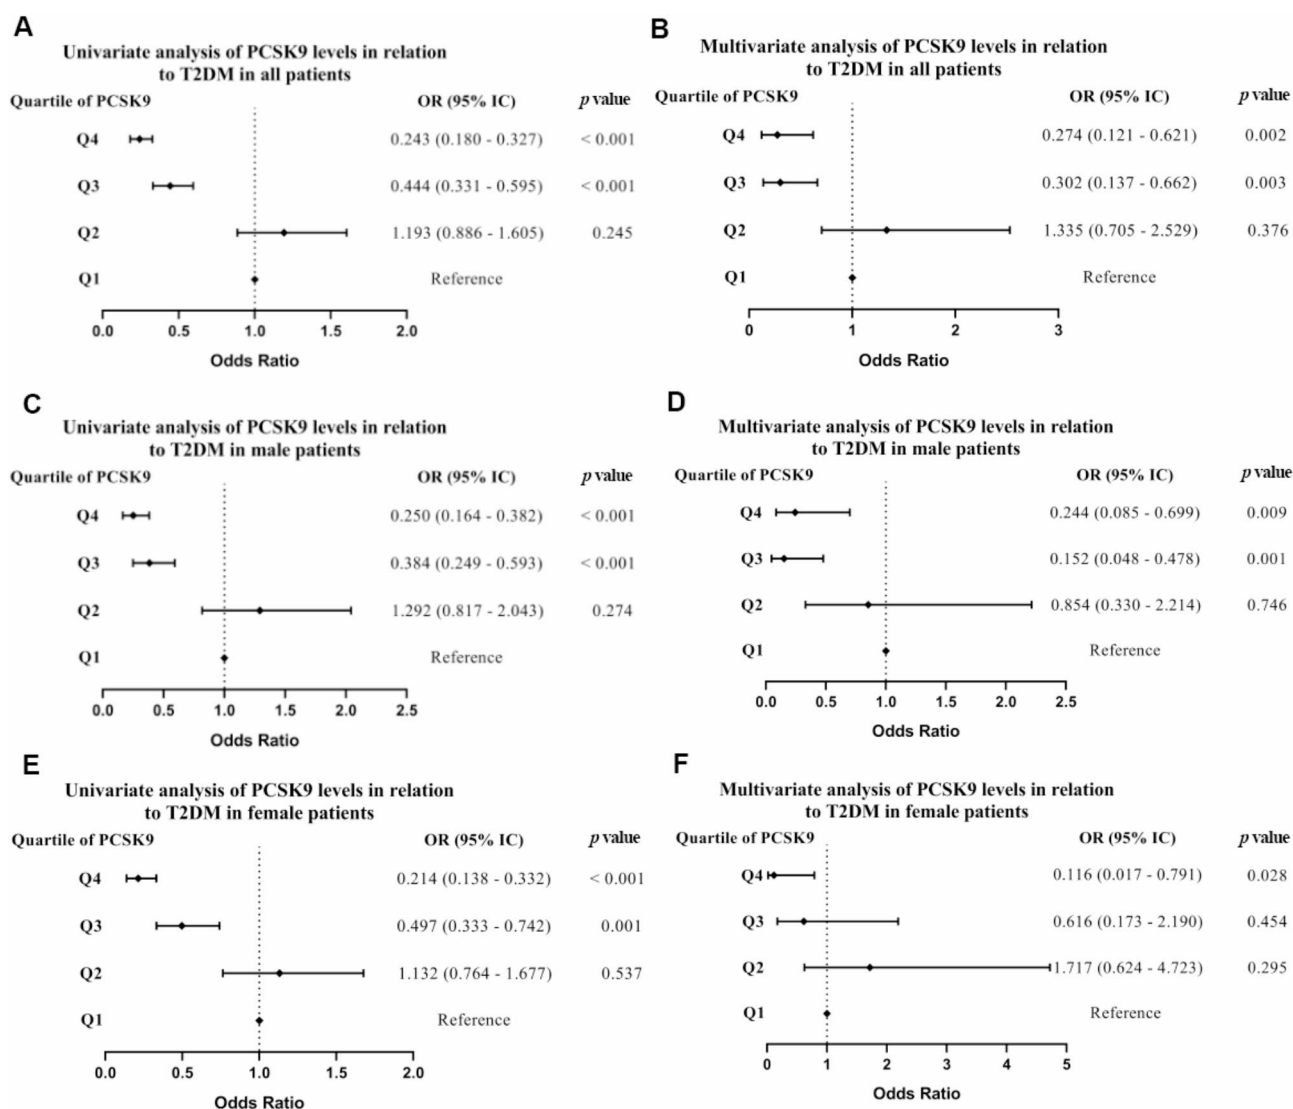 A
Univariate analysis of PCSK9 levels in relation
to T2DM in all patients
Quartile of PCSK9 OR (95% IC) p value
Q4 0.243 (0.180 - 0.327) < 0.001
Q3 0.444 (0.331 - 0.595) < 0.001
Q2 1.193 (0.886 - 1.605) 0.245
Q1 Reference
0.0 0.5 1.0 1.5 2.0
Odds Ratio
B
Multivariate analysis of PCSK9 levels in relation
to T2DM in all patients
Quartile of PCSK9 OR (95% IC) p value
Q4 0.274 (0.121 - 0.621) 0.002
Q3 0.302 (0.137 - 0.662) 0.003
Q2 1.335 (0.705 - 2.529) 0.376
Q1 Reference
0 1 2 3
Odds Ratio
C
Univariate analysis of PCSK9 levels in relation
to T2DM in male patients
Quartile of PCSK9 OR (95% IC) p value
Q4 0.250 (0.164 - 0.382) < 0.001
Q3 0.384 (0.249 - 0.593) < 0.001
Q2 1.292 (0.817 - 2.043) 0.274
Q1 Reference
0.0 0.5 1.0 1.5 2.0 2.5
Odds Ratio
D
Multivariate analysis of PCSK9 levels in relation
to T2DM in male patients
Quartile of PCSK9 OR (95% IC) p value
Q4 0.244 (0.085 - 0.699) 0.009
Q3 0.152 (0.048 - 0.478) 0.001
Q2 0.854 (0.330 - 2.214) 0.746
Q1 Reference
0.0 0.5 1.0 1.5 2.0 2.5
Odds Ratio
E
Univariate analysis of PCSK9 levels in relation
to T2DM in female patients
Quartile of PCSK9 OR (95% IC) p value
Q4 0.214 (0.138 - 0.332) < 0.001
Q3 0.497 (0.333 - 0.742) 0.001
Q2 1.132 (0.764 - 1.677) 0.537
Q1 Reference
0.0 0.5 1.0 1.5 2.0
Odds Ratio
F
Multivariate analysis of PCSK9 levels in relation
to T2DM in female patients
Quartile of PCSK9 OR (95% IC) p value
Q4 0.116 (0.017 - 0.791) 0.028
Q3 0.616 (0.173 - 2.190) 0.454
Q2 1.717 (0.624 - 4.723) 0.295
Q1 Reference
0 1 2 3 4 5
Odds Ratio